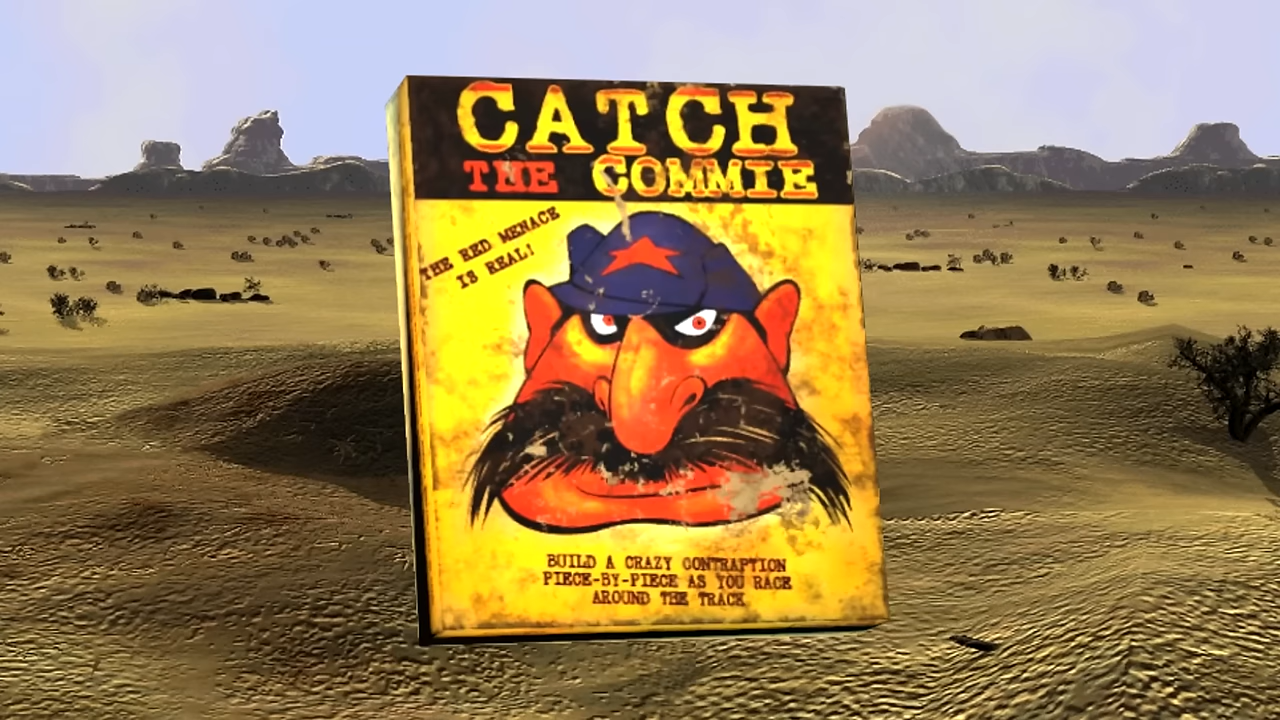 CATCH
THE COMMIE
THE RED MENACE
IS REAL!
BUILD A CRAZY CONTRAPTION
PIECE-BY-PIECE AS YOU RACE
AROUND THE TRACK